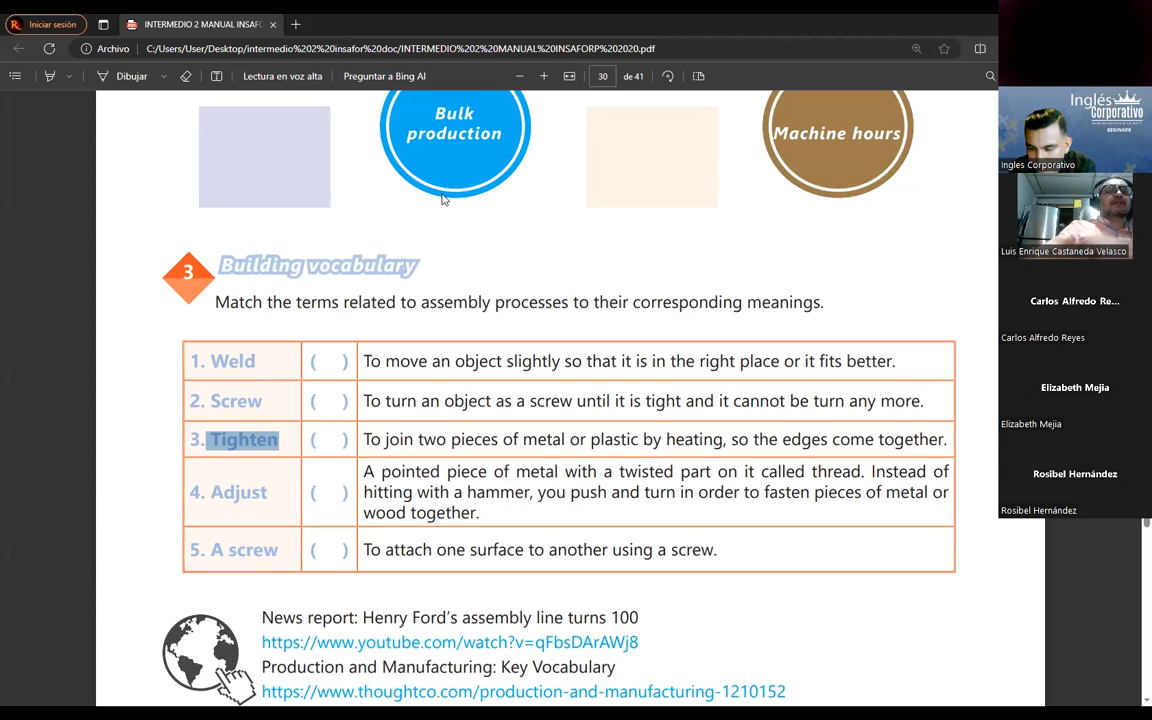 Iniciar sesión
INTERMEDIO 2 MANUAL INSAFO
Archivo
C:/Users/User/Desktop/intermedio%202%20insafor%20doc/INTERMEDIO%202%20MANUAL%20INSAFORP%202020.pdf
Dibujar
Lectura en voz alta
Preguntar a Bing AI
30
de 41
Bulk
production
Machine hours
3
Building vocabulary
Match the terms related to assembly processes to their corresponding meanings.
1. Weld ( ) To move an object slightly so that it is in the right place or it fits better.
2. Screw ( ) To turn an object as a screw until it is tight and it cannot be turn any more.
3. Tighten ( ) To join two pieces of metal or plastic by heating, so the edges come together.
4. Adjust ( ) A pointed piece of metal with a twisted part on it called thread. Instead of
hitting with a hammer, you push and turn in order to fasten pieces of metal or
wood together.
5. A screw ( ) To attach one surface to another using a screw.
News report: Henry Ford's assembly line turns 100
https://www.youtube.com/watch?v=qFbsDArAWj8
Production and Manufacturing: Key Vocabulary
https://www.thoughtco.com/production-and-manufacturing-1210152
Inglés
Corporativo
BEGINNER
Ingles Corporativo
Luis Enrique Castaneda Velasco
Carlos Alfredo Re...
Carlos Alfredo Reyes
Elizabeth Mejia
Elizabeth Mejia
Rosibel Hernández
Rosibel Hernández